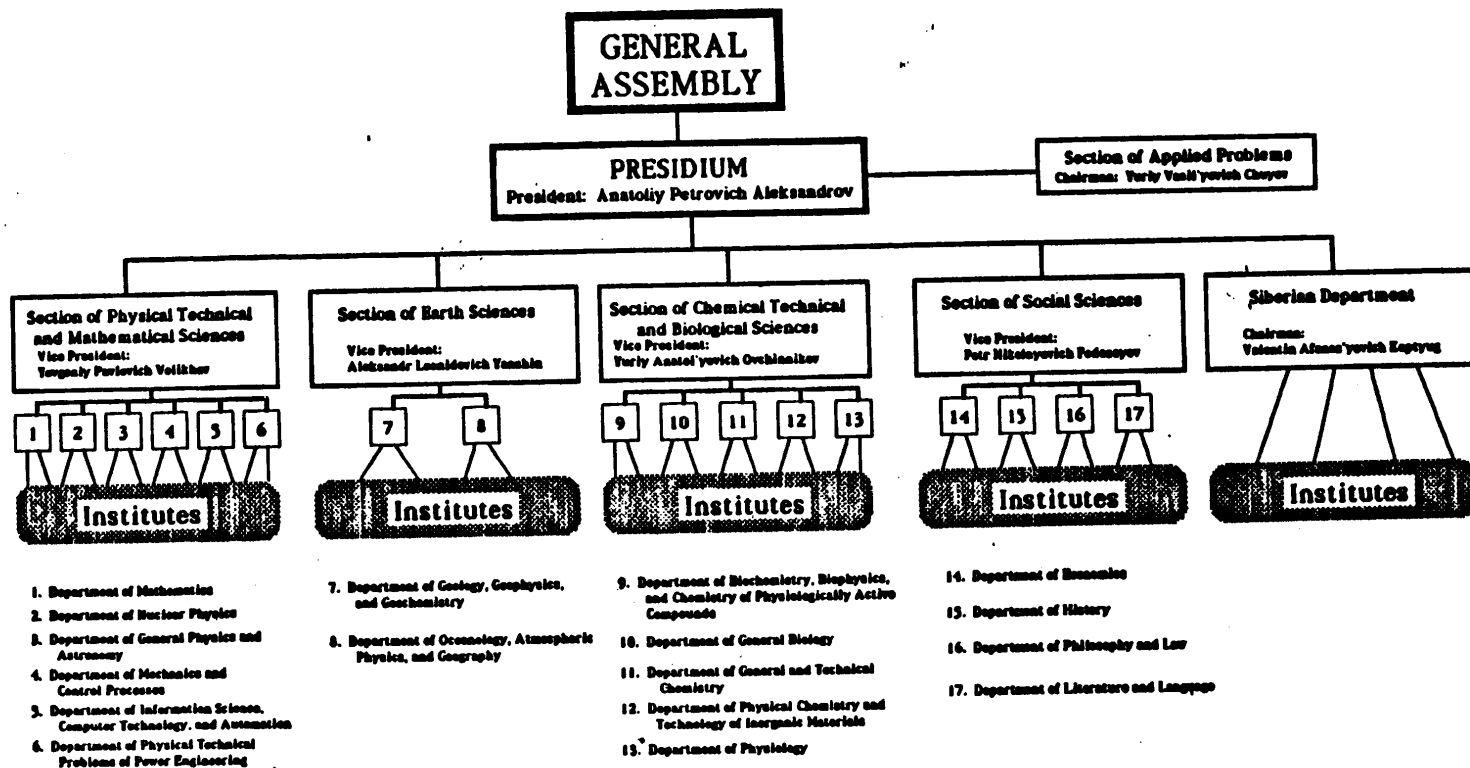 GENERAL
ASSEMBLY
PRESIDIUM
President: Anatoliy Petrovich Aleksandrov
Section of Applied Problems
Chairman: Yuriy Vasil'yevich Chuyev
Section of Physical Technical
and Mathematical Sciences
Vice President:
Yevgeniy Pavlovich Velikhov
Section of Earth Sciences
Vice President:
Aleksandr Leonidovich Yanshin
Section of Chemical Technical
and Biological Sciences
Vice President:
Yuriy Anatol'yevich Ovchinnikov
Section of Social Sciences
Vice President:
Petr Nikolayevich Fedoseyev
Siberian Department
Chairman:
Valentin Afanas'yevich Koptyug
1 2 3 4 5 6
7 8
9 10 11 12 13
14 15 16 17
Institutes
Institutes
Institutes
Institutes
Institutes
1. Department of Mathematics
2. Department of Nuclear Physics
3. Department of General Physics and
Astronomy
4. Department of Mechanics and
Control Processes
5. Department of Information Science,
Computer Technology, and Automation
6. Department of Physical Technical
Problems of Power Engineering
7. Department of Geology, Geophysics,
and Geochemistry
8. Department of Oceanology, Atmospheric
Physics, and Geography
9. Department of Biochemistry, Biophysics,
and Chemistry of Physiologically Active
Compounds
10. Department of General Biology
11. Department of General and Technical
Chemistry
12. Department of Physical Chemistry and
Technology of Inorganic Materials
13. Department of Physiology
14. Department of Economics
15. Department of History
16. Department of Philosophy and Law
17. Department of Literature and Language